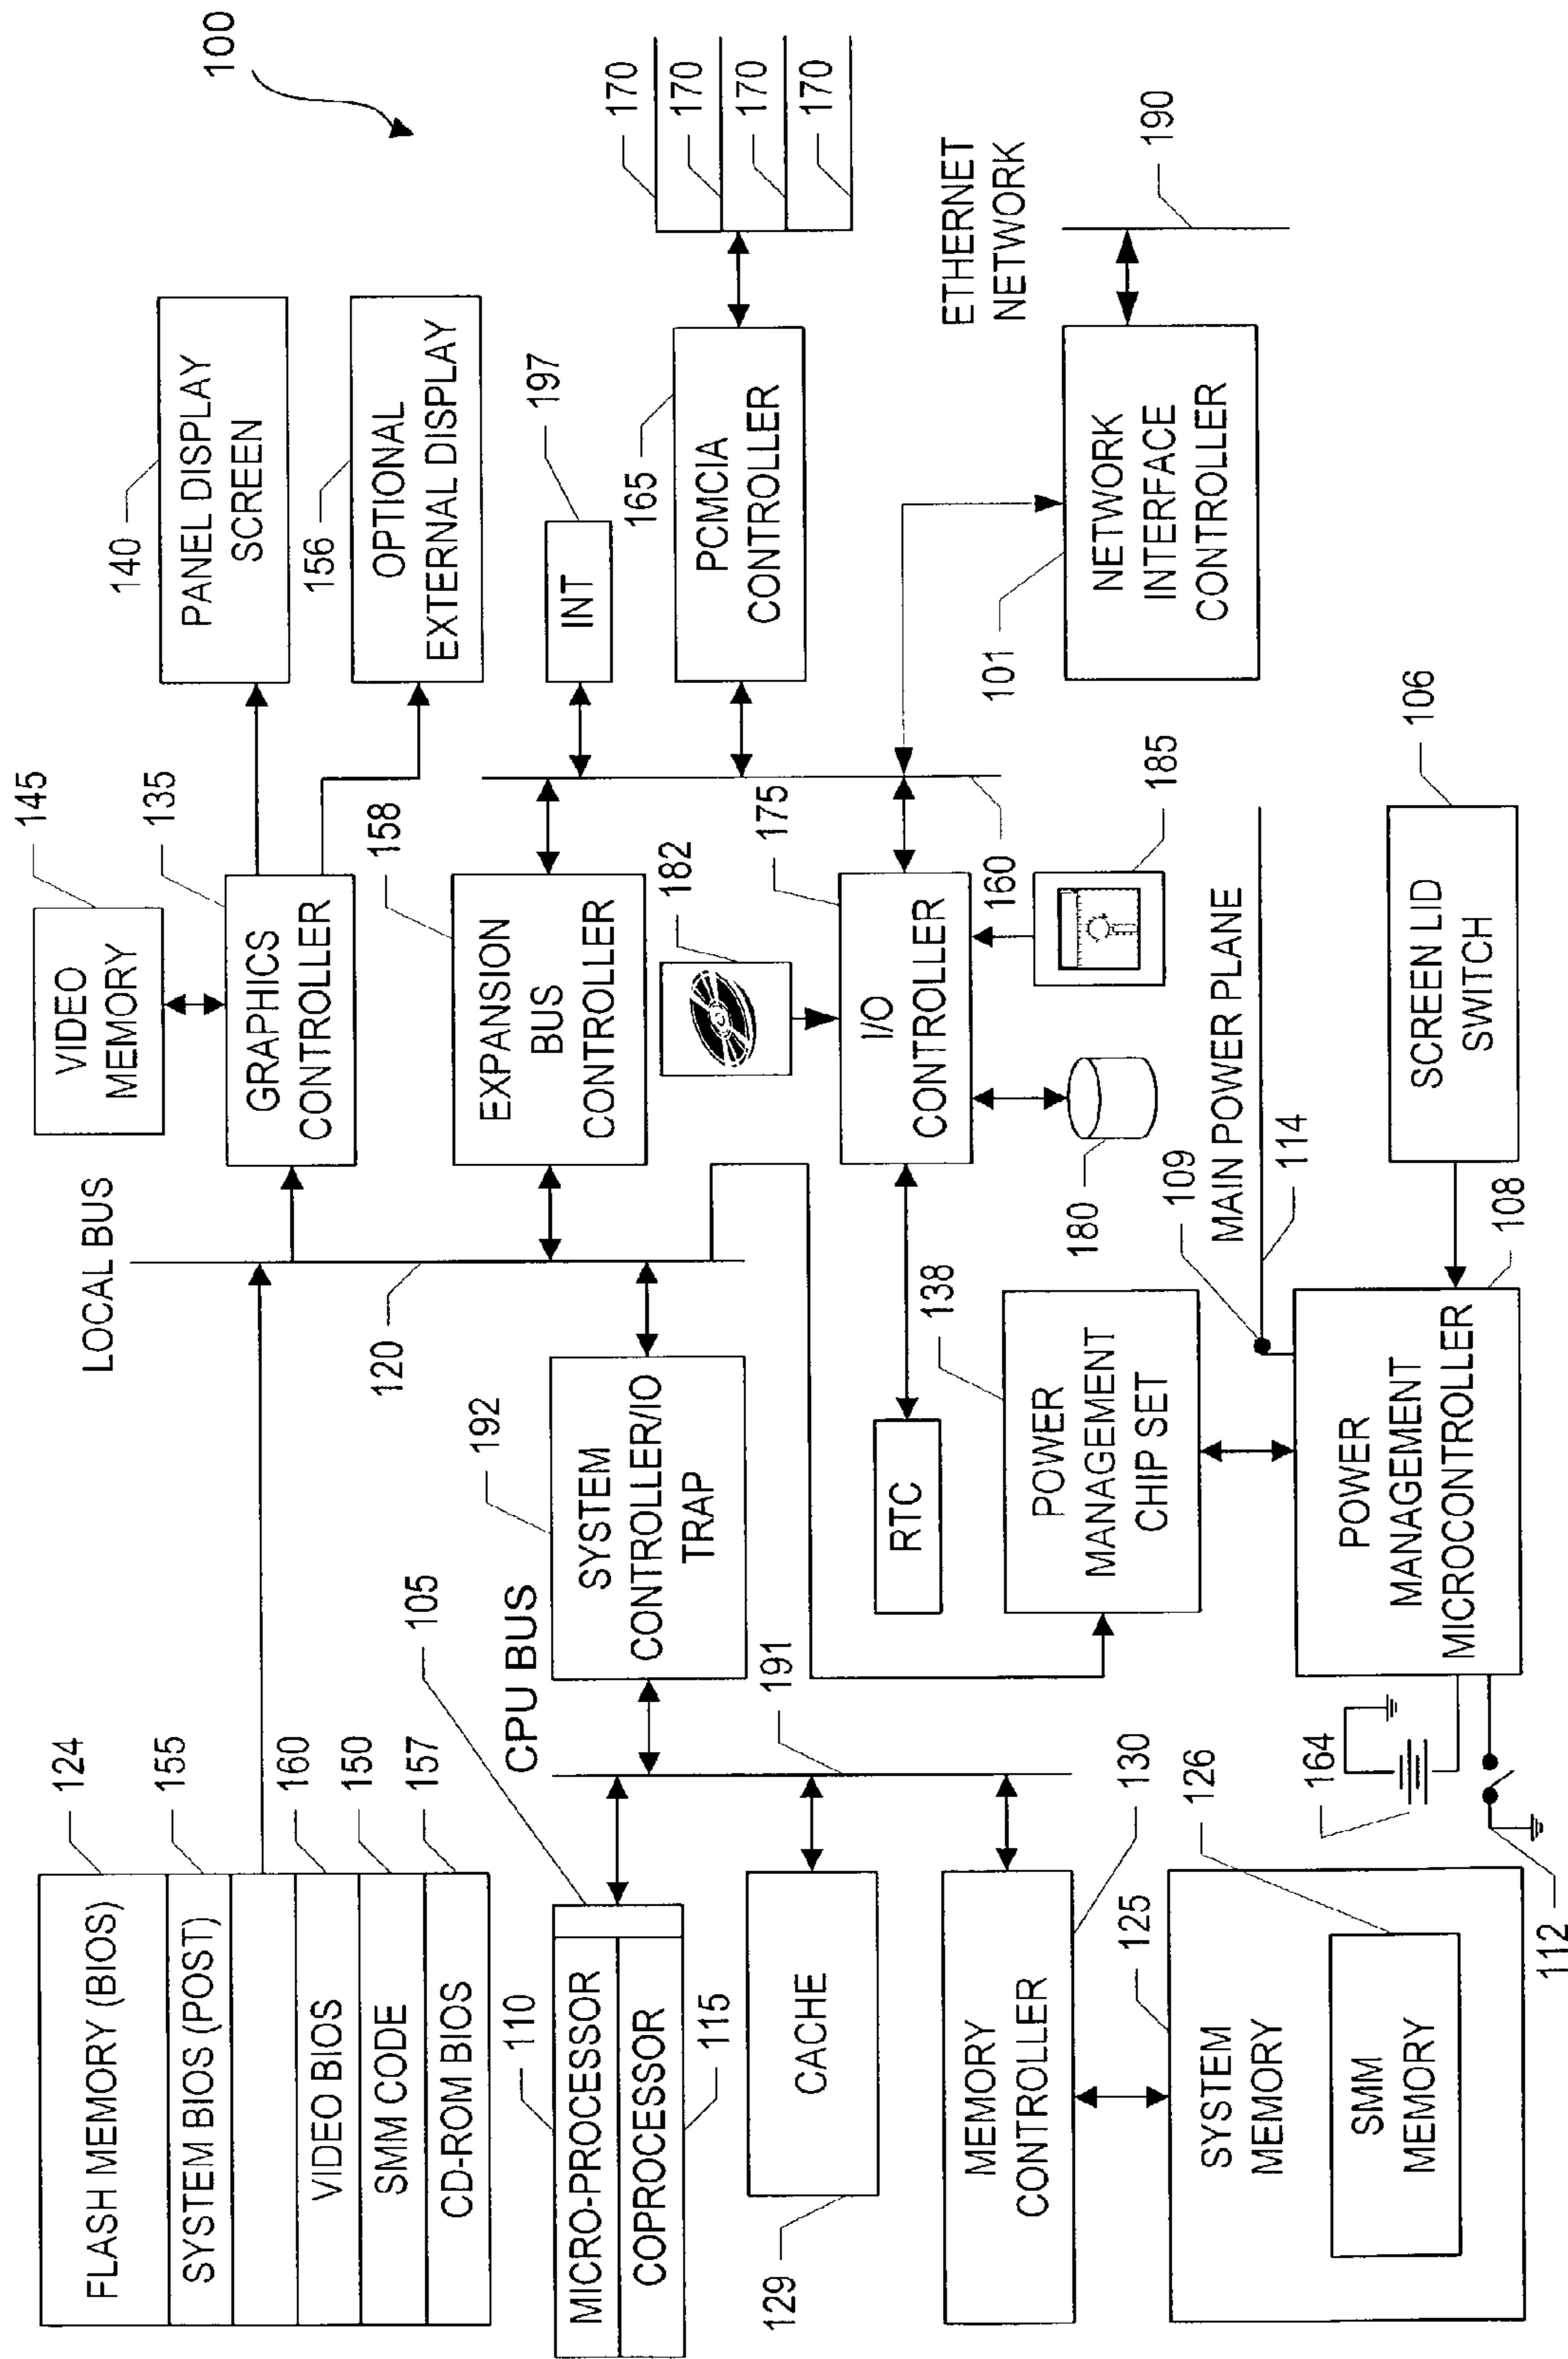 100
FLASH MEMORY (BIOS)
124
SYSTEM BIOS (POST)
155
VIDEO BIOS
160
SMM CODE
150
CD-ROM BIOS
157
LOCAL BUS
120
VIDEO
MEMORY
145
GRAPHICS
CONTROLLER
135
PANEL DISPLAY
SCREEN
140
OPTIONAL
EXTERNAL DISPLAY
156
EXPANSION
BUS
CONTROLLER
158
INT
197
PCMCIA
CONTROLLER
165
170
170
170
170
MICRO-PROCESSOR
110
COPROCESSOR
115
105
CPU BUS
191
SYSTEM
CONTROLLER/IO
TRAP
192
182
I/O
CONTROLLER
175
160
185
180
RTC
CACHE
129
MEMORY
CONTROLLER
130
SYSTEM
MEMORY
125
SMM
MEMORY
126
POWER
MANAGEMENT
CHIP SET
138
ETHERNET
NETWORK
190
NETWORK
INTERFACE
CONTROLLER
101
109
MAIN POWER PLANE
114
POWER
MANAGEMENT
MICROCONTROLLER
108
164
112
SCREEN LID
SWITCH
106